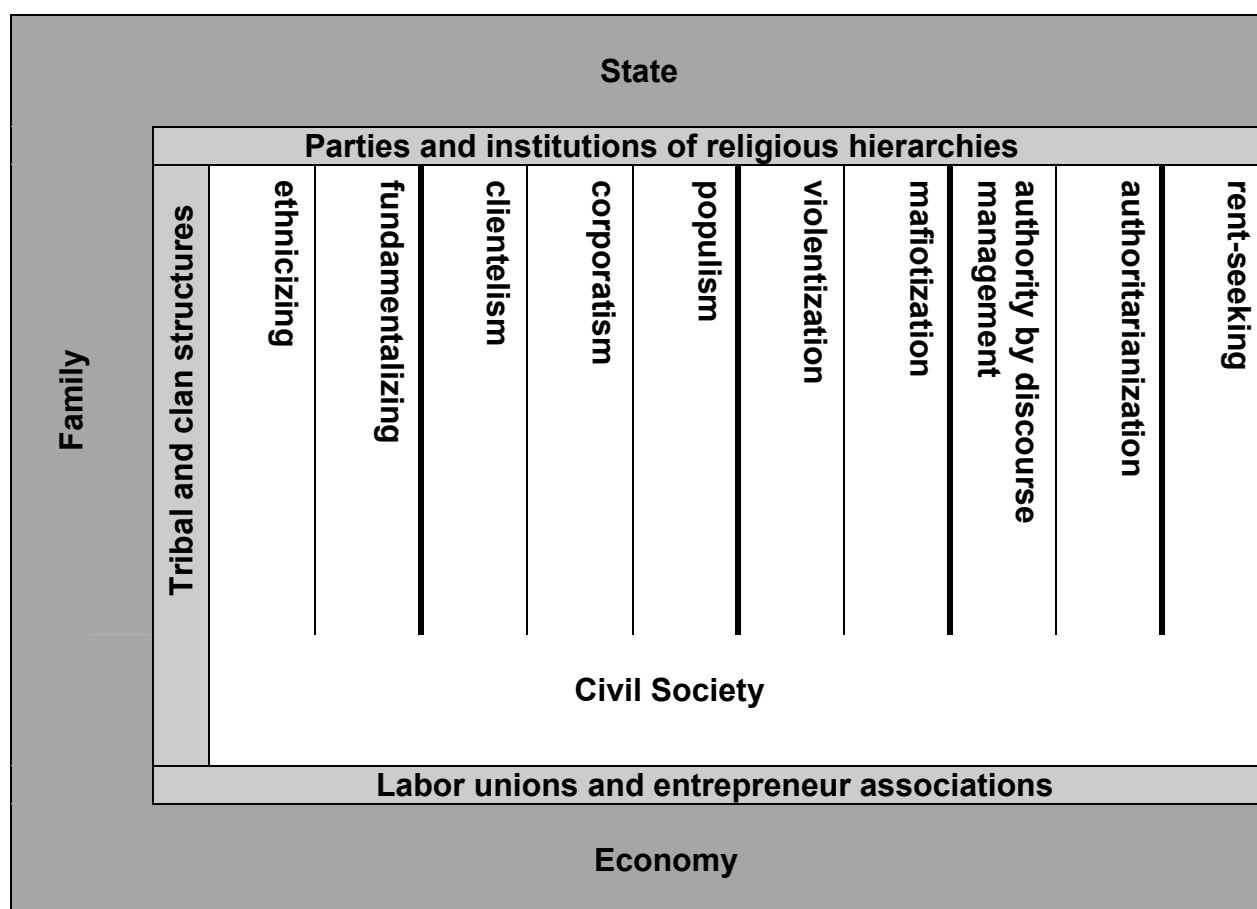 State
Parties and institutions of religious hierarchies
Family
Tribal and clan structures
ethnicizing
fundamentalizing
clientelism
corporatism
populism
violentization
mafiotization
authority by discourse
management
authoritarianization
rent-seeking
Civil Society
Labor unions and entrepreneur associations
Economy